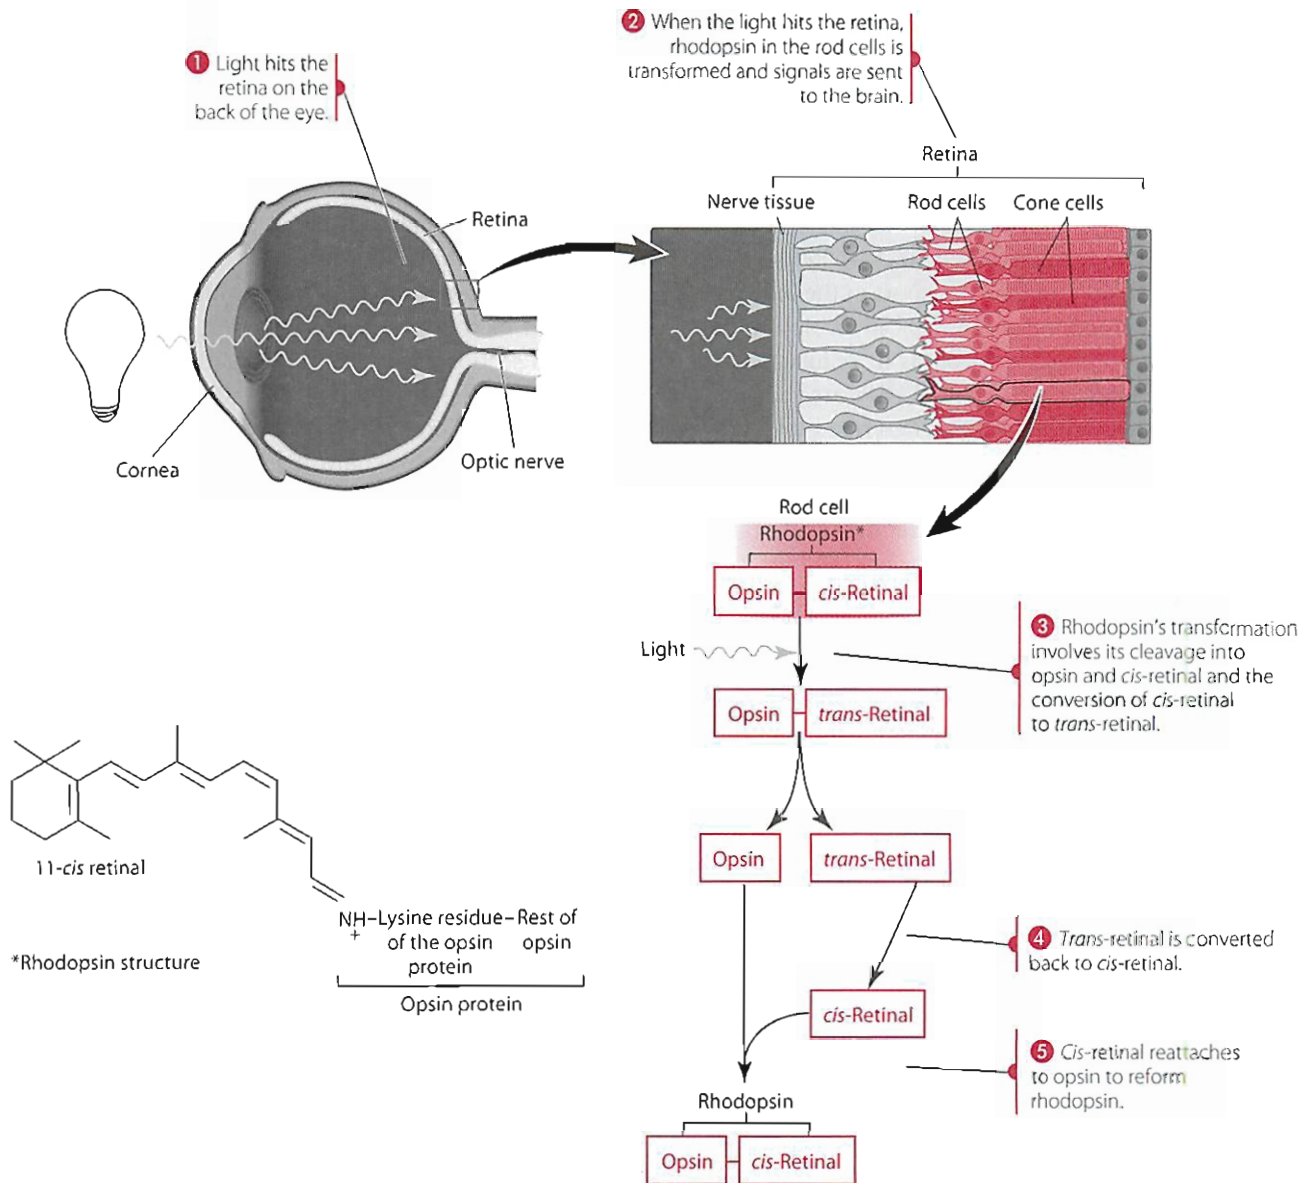 1 Light hits the
retina on the
back of the eye.
2 When the light hits the retina,
rhodopsin in the rod cells is
transformed and signals are sent
to the brain.
Retina
Nerve tissue
Rod cells
Cone cells
Retina
Cornea
Optic nerve
Rod cell
Rhodopsin*
Opsin
cis-Retinal
Light
3 Rhodopsin's transformation
involves its cleavage into
opsin and cis-retinal and the
conversion of cis-retinal
to trans-retinal.
Opsin
trans-Retinal
Opsin
trans-Retinal
4 Trans-retinal is converted
back to cis-retinal.
cis-Retinal
5 Cis-retinal reattaches
to opsin to reform
rhodopsin.
Rhodopsin
Opsin
cis-Retinal
11-cis retinal
NH–Lysine residue–Rest of
+ of the opsin opsin
protein
Opsin protein
*Rhodopsin structure